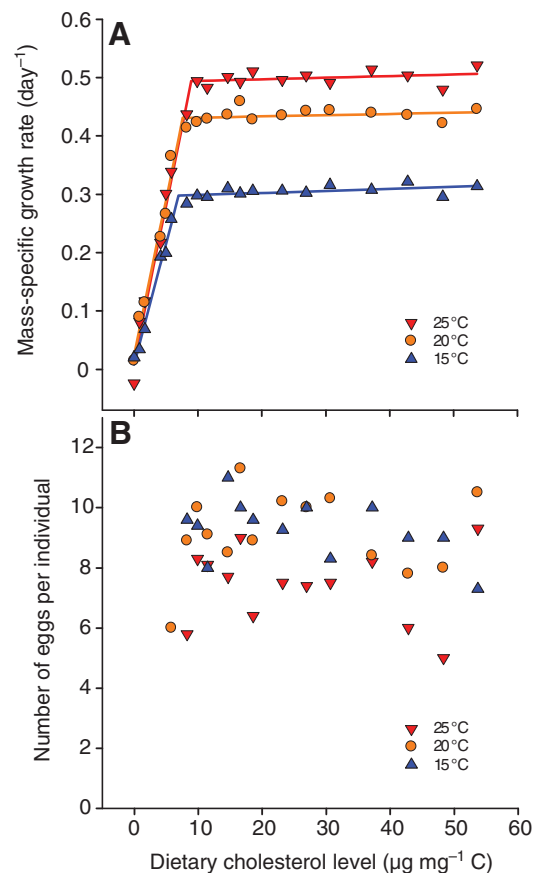 A
0.6
0.5
0.4
0.3
0.2
0.1
0
Mass-specific growth rate (day⁻¹)
25°C
20°C
15°C
B
12
10
8
6
4
2
0
Number of eggs per individual
25°C
20°C
15°C
0 10 20 30 40 50 60
Dietary cholesterol level (µg mg⁻¹ C)